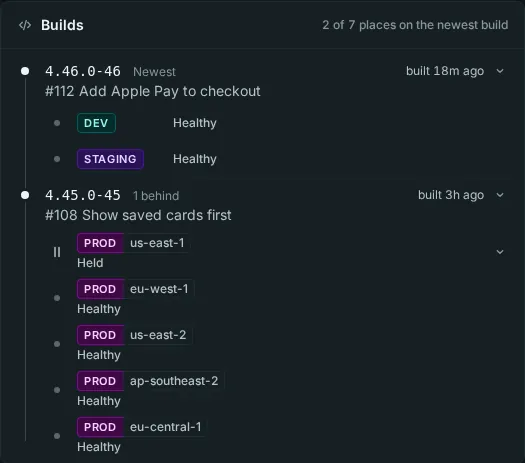 Builds 2 of 7 places on the newest build
4.46.0-46 Newest built 18m ago
#112 Add Apple Pay to checkout
DEV Healthy
STAGING Healthy
4.45.0-45 1 behind built 3h ago
#108 Show saved cards first
PROD us-east-1
Held
PROD eu-west-1
Healthy
PROD us-east-2
Healthy
PROD ap-southeast-2
Healthy
PROD eu-central-1
Healthy